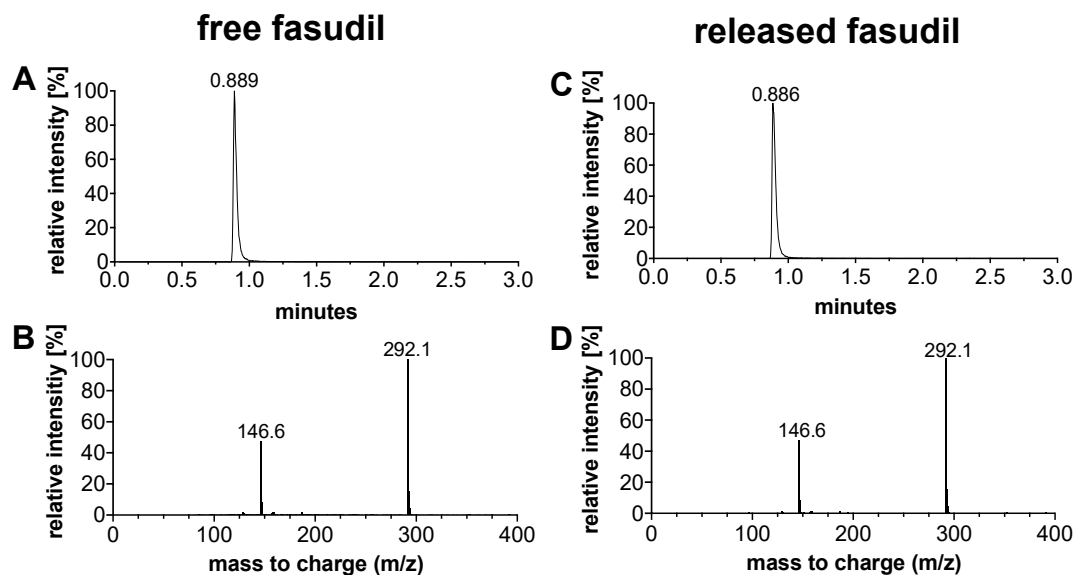 free fasudil
released fasudil
A
0.889
relative intensity [%]
100
80
60
40
20
0
0.0 0.5 1.0 1.5 2.0 2.5 3.0
minutes
C
0.886
relative intensity [%]
100
80
60
40
20
0
0.0 0.5 1.0 1.5 2.0 2.5 3.0
minutes
B
292.1
146.6
relative intensitiy [%]
100
80
60
40
20
0
0 100 200 300 400
mass to charge (m/z)
D
292.1
146.6
relative intensity [%]
100
80
60
40
20
0
0 100 200 300 400
mass to charge (m/z)